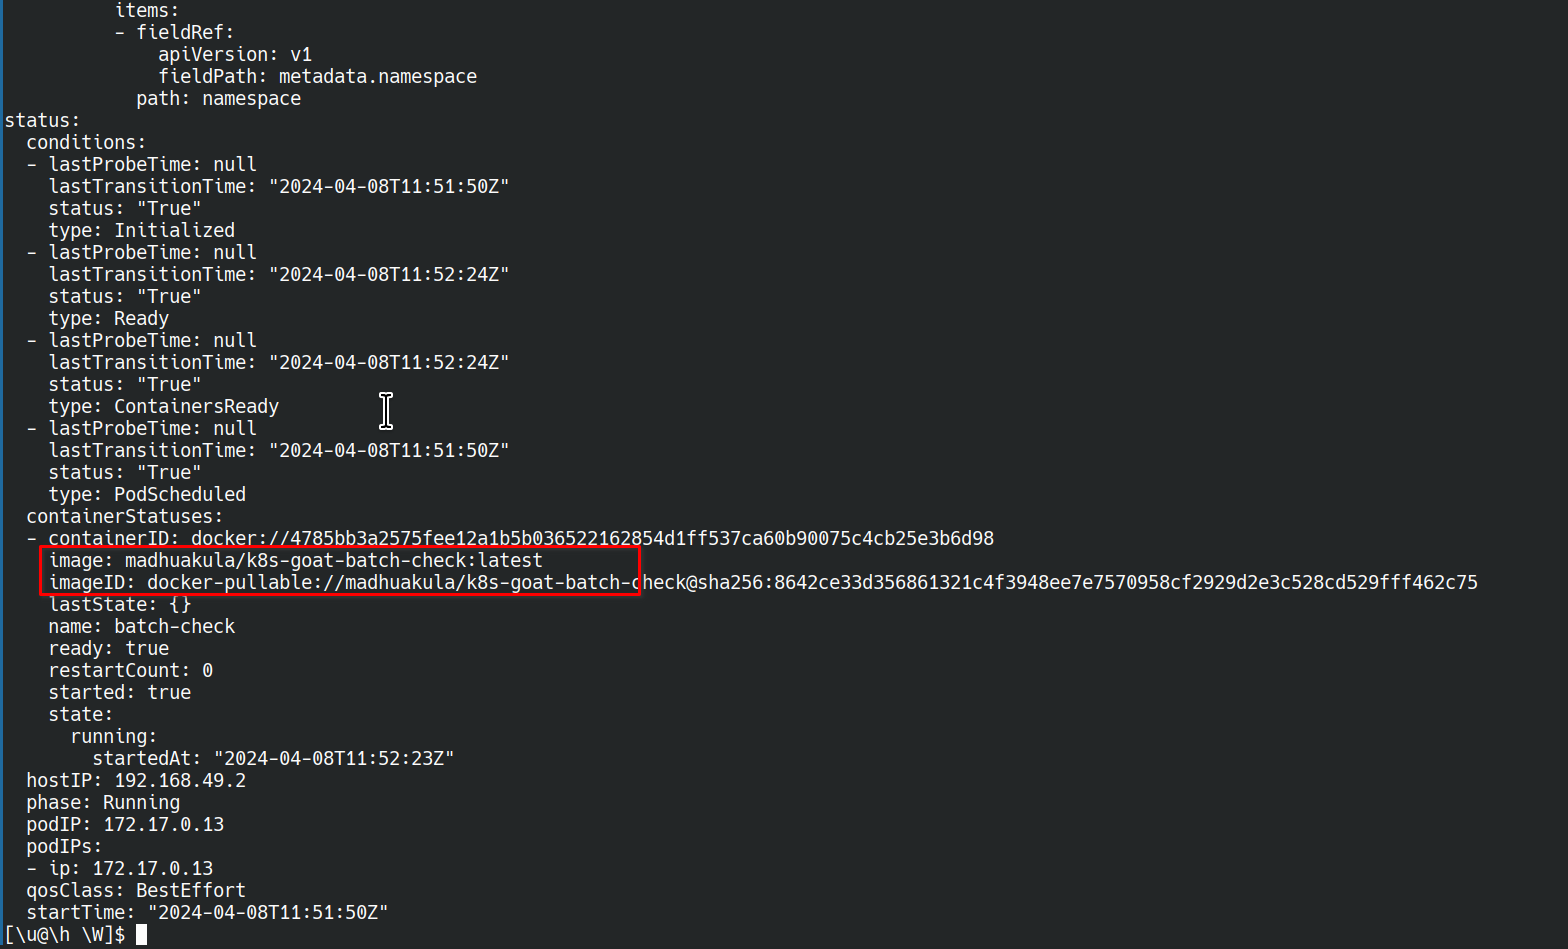 items:
- fieldRef:
apiVersion: v1
fieldPath: metadata.namespace
path: namespace
status:
conditions:
- lastProbeTime: null
lastTransitionTime: "2024-04-08T11:51:50Z"
status: "True"
type: Initialized
- lastProbeTime: null
lastTransitionTime: "2024-04-08T11:52:24Z"
status: "True"
type: Ready
- lastProbeTime: null
lastTransitionTime: "2024-04-08T11:52:24Z"
status: "True"
type: ContainersReady
- lastProbeTime: null
lastTransitionTime: "2024-04-08T11:51:50Z"
status: "True"
type: PodScheduled
containerStatuses:
- containerID: docker://4785bb3a2575fee12a1b5b036522162854d1ff537ca60b90075c4cb25e3b6d98
image: madhuakula/k8s-goat-batch-check:latest
imageID: docker-pullable://madhuakula/k8s-goat-batch-check@sha256:8642ce33d356861321c4f3948ee7e7570958cf2929d2e3c528cd529fff462c75
lastState: {}
name: batch-check
ready: true
restartCount: 0
started: true
state:
running:
startedAt: "2024-04-08T11:52:23Z"
hostIP: 192.168.49.2
phase: Running
podIP: 172.17.0.13
podIPs:
- ip: 172.17.0.13
qosClass: BestEffort
startTime: "2024-04-08T11:51:50Z"
[\u@\h \W]$